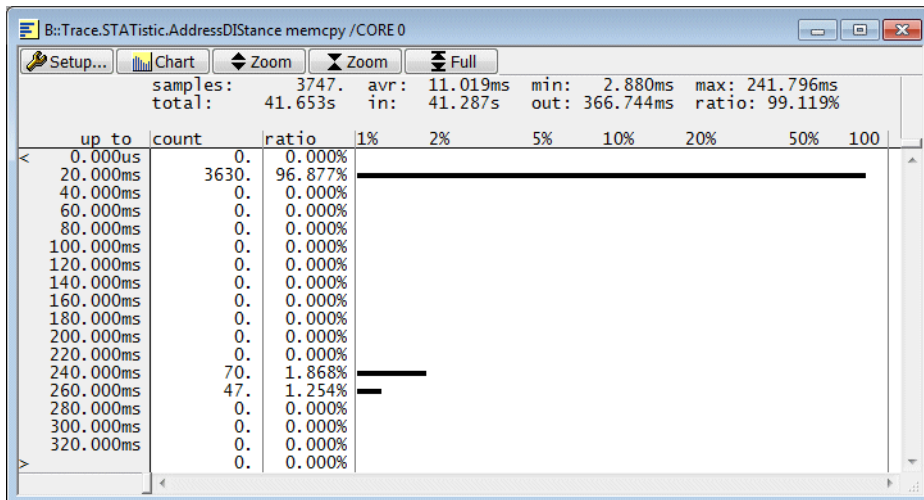 B::Trace.STATistic.AddressDIStance memcpy /CORE 0
Setup... Chart Zoom Zoom Full
samples: 3747. avr: 11.019ms min: 2.880ms max: 241.796ms
total: 41.653s in: 41.287s out: 366.744ms ratio: 99.119%
up to count ratio 1% 2% 5% 10% 20% 50% 100
< 0.000us 0. 0.000%
20.000ms 3630. 96.877%
40.000ms 0. 0.000%
60.000ms 0. 0.000%
80.000ms 0. 0.000%
100.000ms 0. 0.000%
120.000ms 0. 0.000%
140.000ms 0. 0.000%
160.000ms 0. 0.000%
180.000ms 0. 0.000%
200.000ms 0. 0.000%
220.000ms 0. 0.000%
240.000ms 70. 1.868%
260.000ms 47. 1.254%
280.000ms 0. 0.000%
300.000ms 0. 0.000%
320.000ms 0. 0.000%
> 0. 0.000%